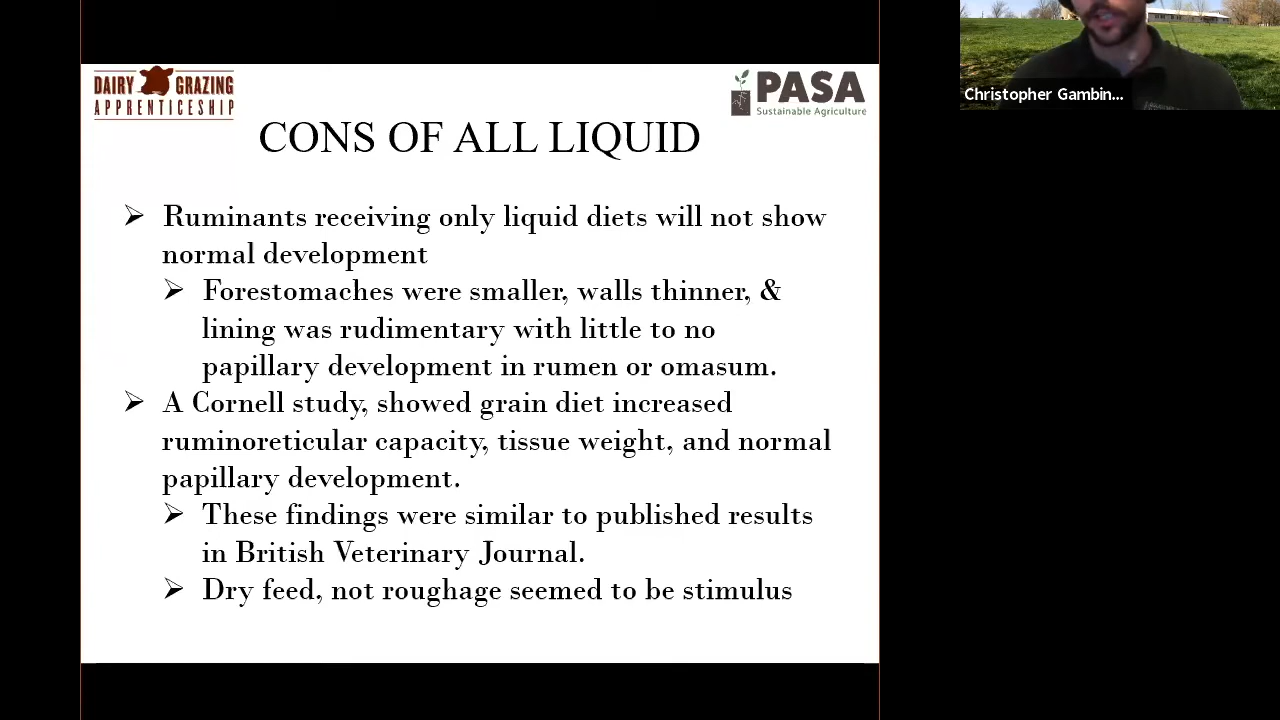 DAIRY GRAZING
APPRENTICESHIP
PASA
Sustainable Agriculture
Christopher Gambin...
CONS OF ALL LIQUID
➢ Ruminants receiving only liquid diets will not show
normal development
➢ Forestomaches were smaller, walls thinner, &
lining was rudimentary with little to no
papillary development in rumen or omasum.
➢ A Cornell study, showed grain diet increased
ruminoreticular capacity, tissue weight, and normal
papillary development.
➢ These findings were similar to published results
in British Veterinary Journal.
➢ Dry feed, not roughage seemed to be stimulus